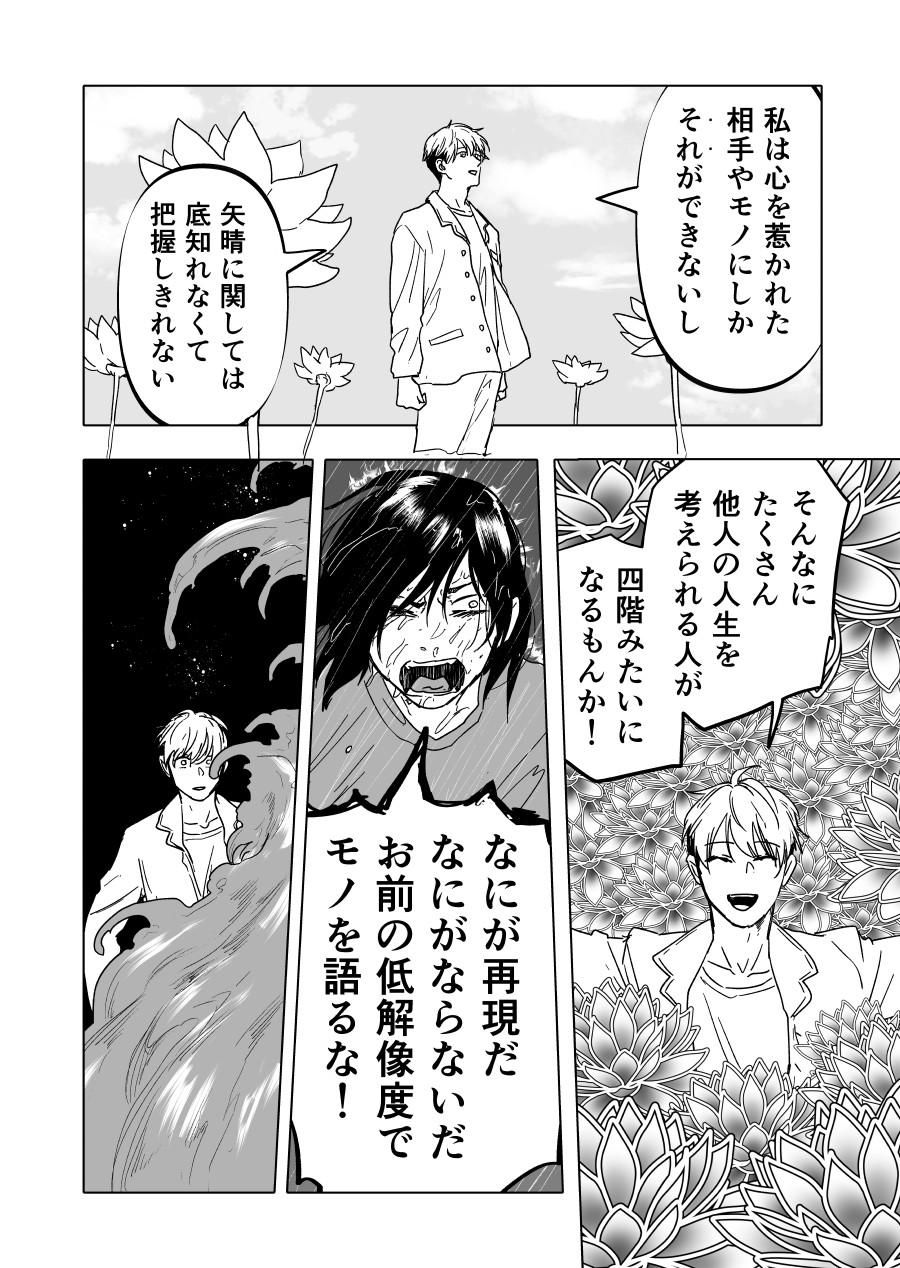 私は心を惹かれた
相手やモノにしか
それができないし
矢晴に関しては
底知れなくて
把握しきれない
そんなに
たくさん
他人の人生を
考えられる人が
四階みたいに
なるもんか！
なにが再現だ
なにがならないだ
お前の低解像度で
モノを語るな！